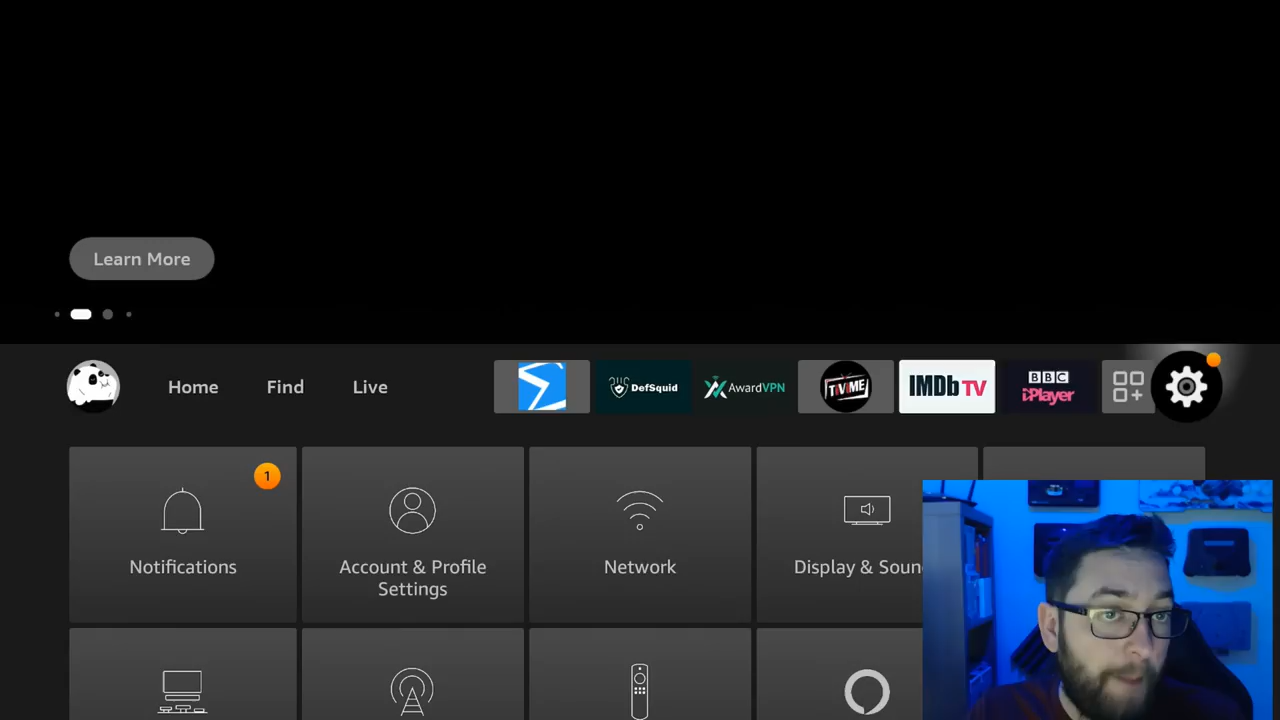 Learn More
Home
Find
Live
DefSquid
AwardVPN
TiViME
IMDb TV
BBC
iPlayer
1
Notifications
Account & Profile
Settings
Network
Display & Soun